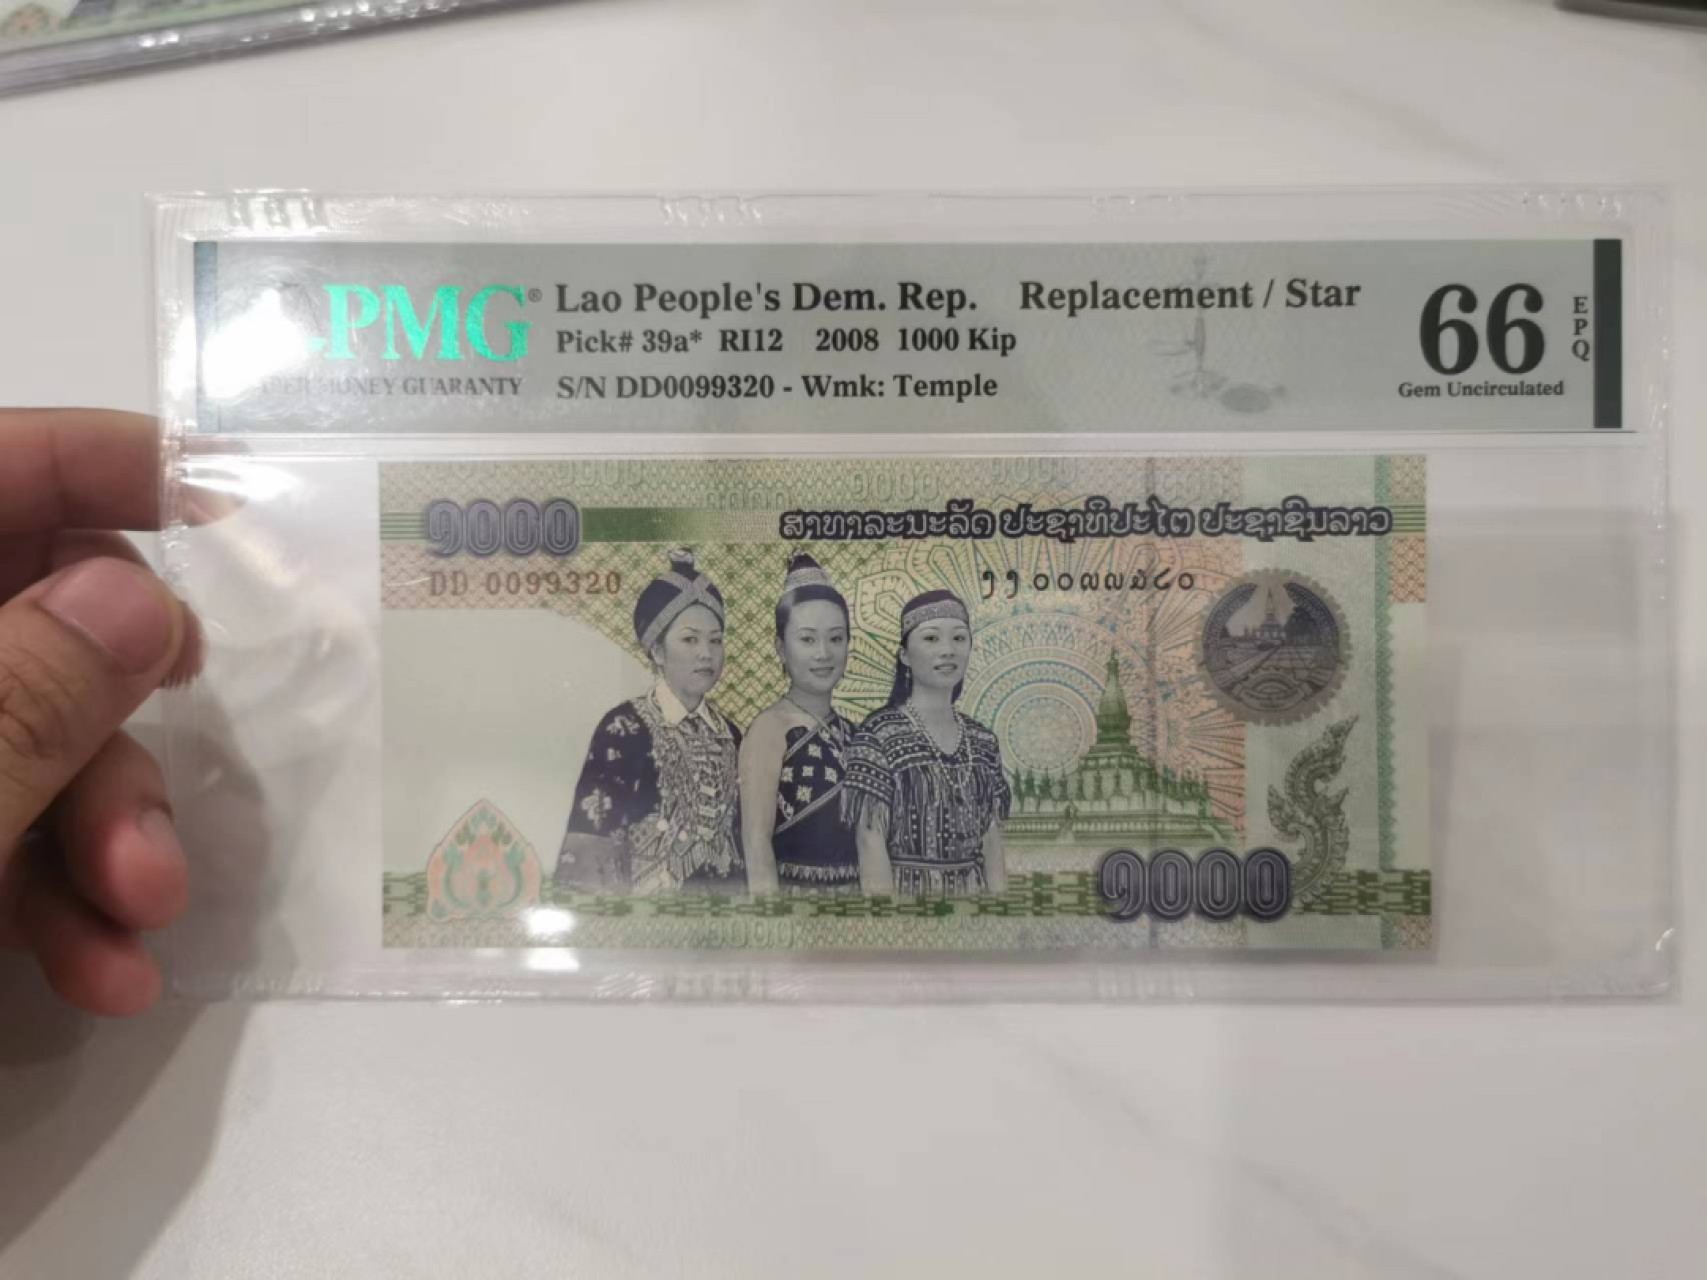 PMG®
PAPER MONEY GUARANTY
Lao People's Dem. Rep. Replacement / Star
Pick# 39a* RI12 2008 1000 Kip
S/N DD0099320 - Wmk: Temple
66
EPQ
Gem Uncirculated
໑໐໐໐
ສາທາລະນະລັດ ປະຊາທິປະໄຕ ປະຊາຊົນລາວ
DD 0099320
໑໐໐໐